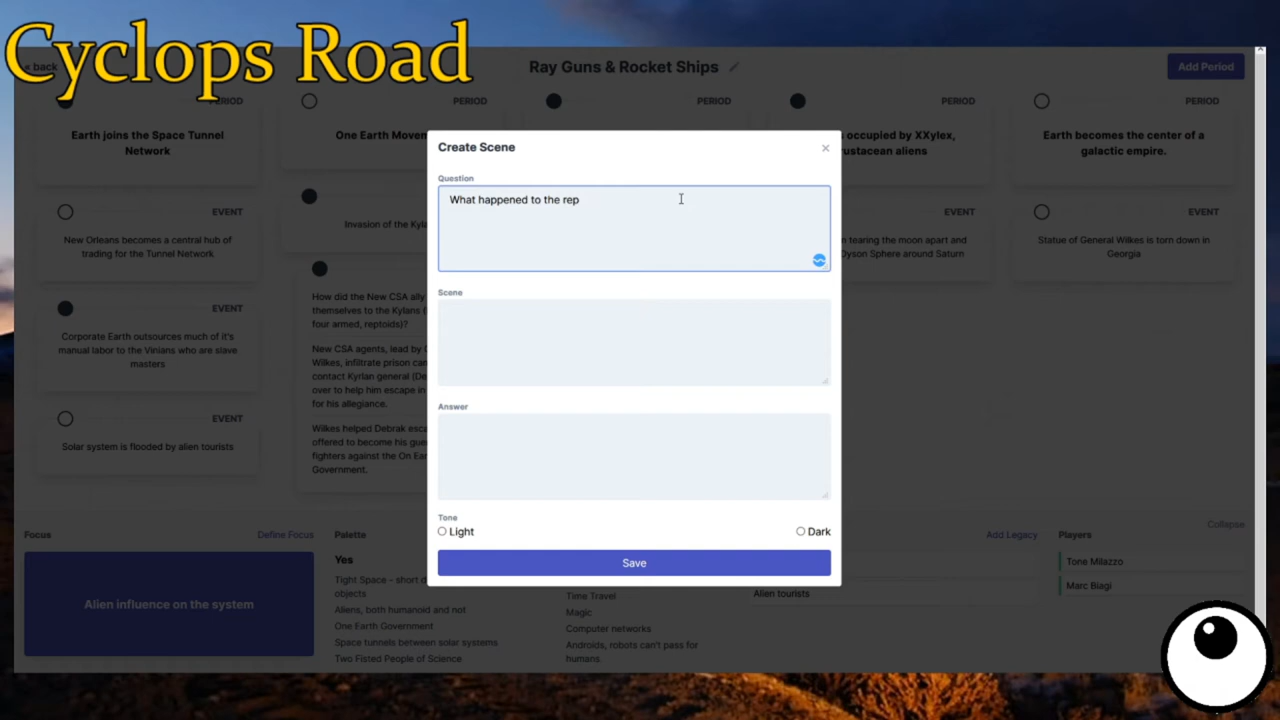 Cyclops Road
< back
Ray Guns & Rocket Ships
Add Period
PERIOD
Earth joins the Space Tunnel
Network
EVENT
New Orleans becomes a central hub of
trading for the Tunnel Network
EVENT
Corporate Earth outsources much of it's
manual labor to the Vinians who are slave
masters
EVENT
Solar system is flooded by alien tourists
PERIOD
One Earth Movem
Invasion of the Kyla
How did the New CSA ally
themselves to the Kylans (
four armed, reptoids)?
New CSA agents, lead by G
Wilkes, infiltrate prison can
contact Kyrlan general (De
over to help him escape in
for his allegiance.
Wilkes helped Debrak esca
offered to become his gue
fighters against the On Ear
Government.
PERIOD
PERIOD
occupied by XXylex,
rustacean aliens
EVENT
n tearing the moon apart and
Dyson Sphere around Saturn
PERIOD
Earth becomes the center of a
galactic empire.
EVENT
Statue of General Wilkes is torn down in
Georgia
Create Scene
×
Question
What happened to the rep
Scene
Answer
Tone
Light
Dark
Save
Focus
Define Focus
Alien influence on the system
Palette
Yes
Tight Space - short d
objects
Aliens, both humanoid and not
One Earth Government
Space tunnels between solar systems
Two Fisted People of Science
Time Travel
Magic
Computer networks
Androids, robots can't pass for
humans.
Add Legacy
Alien tourists
Collapse
Players
Tone Milazzo
Marc Biagi